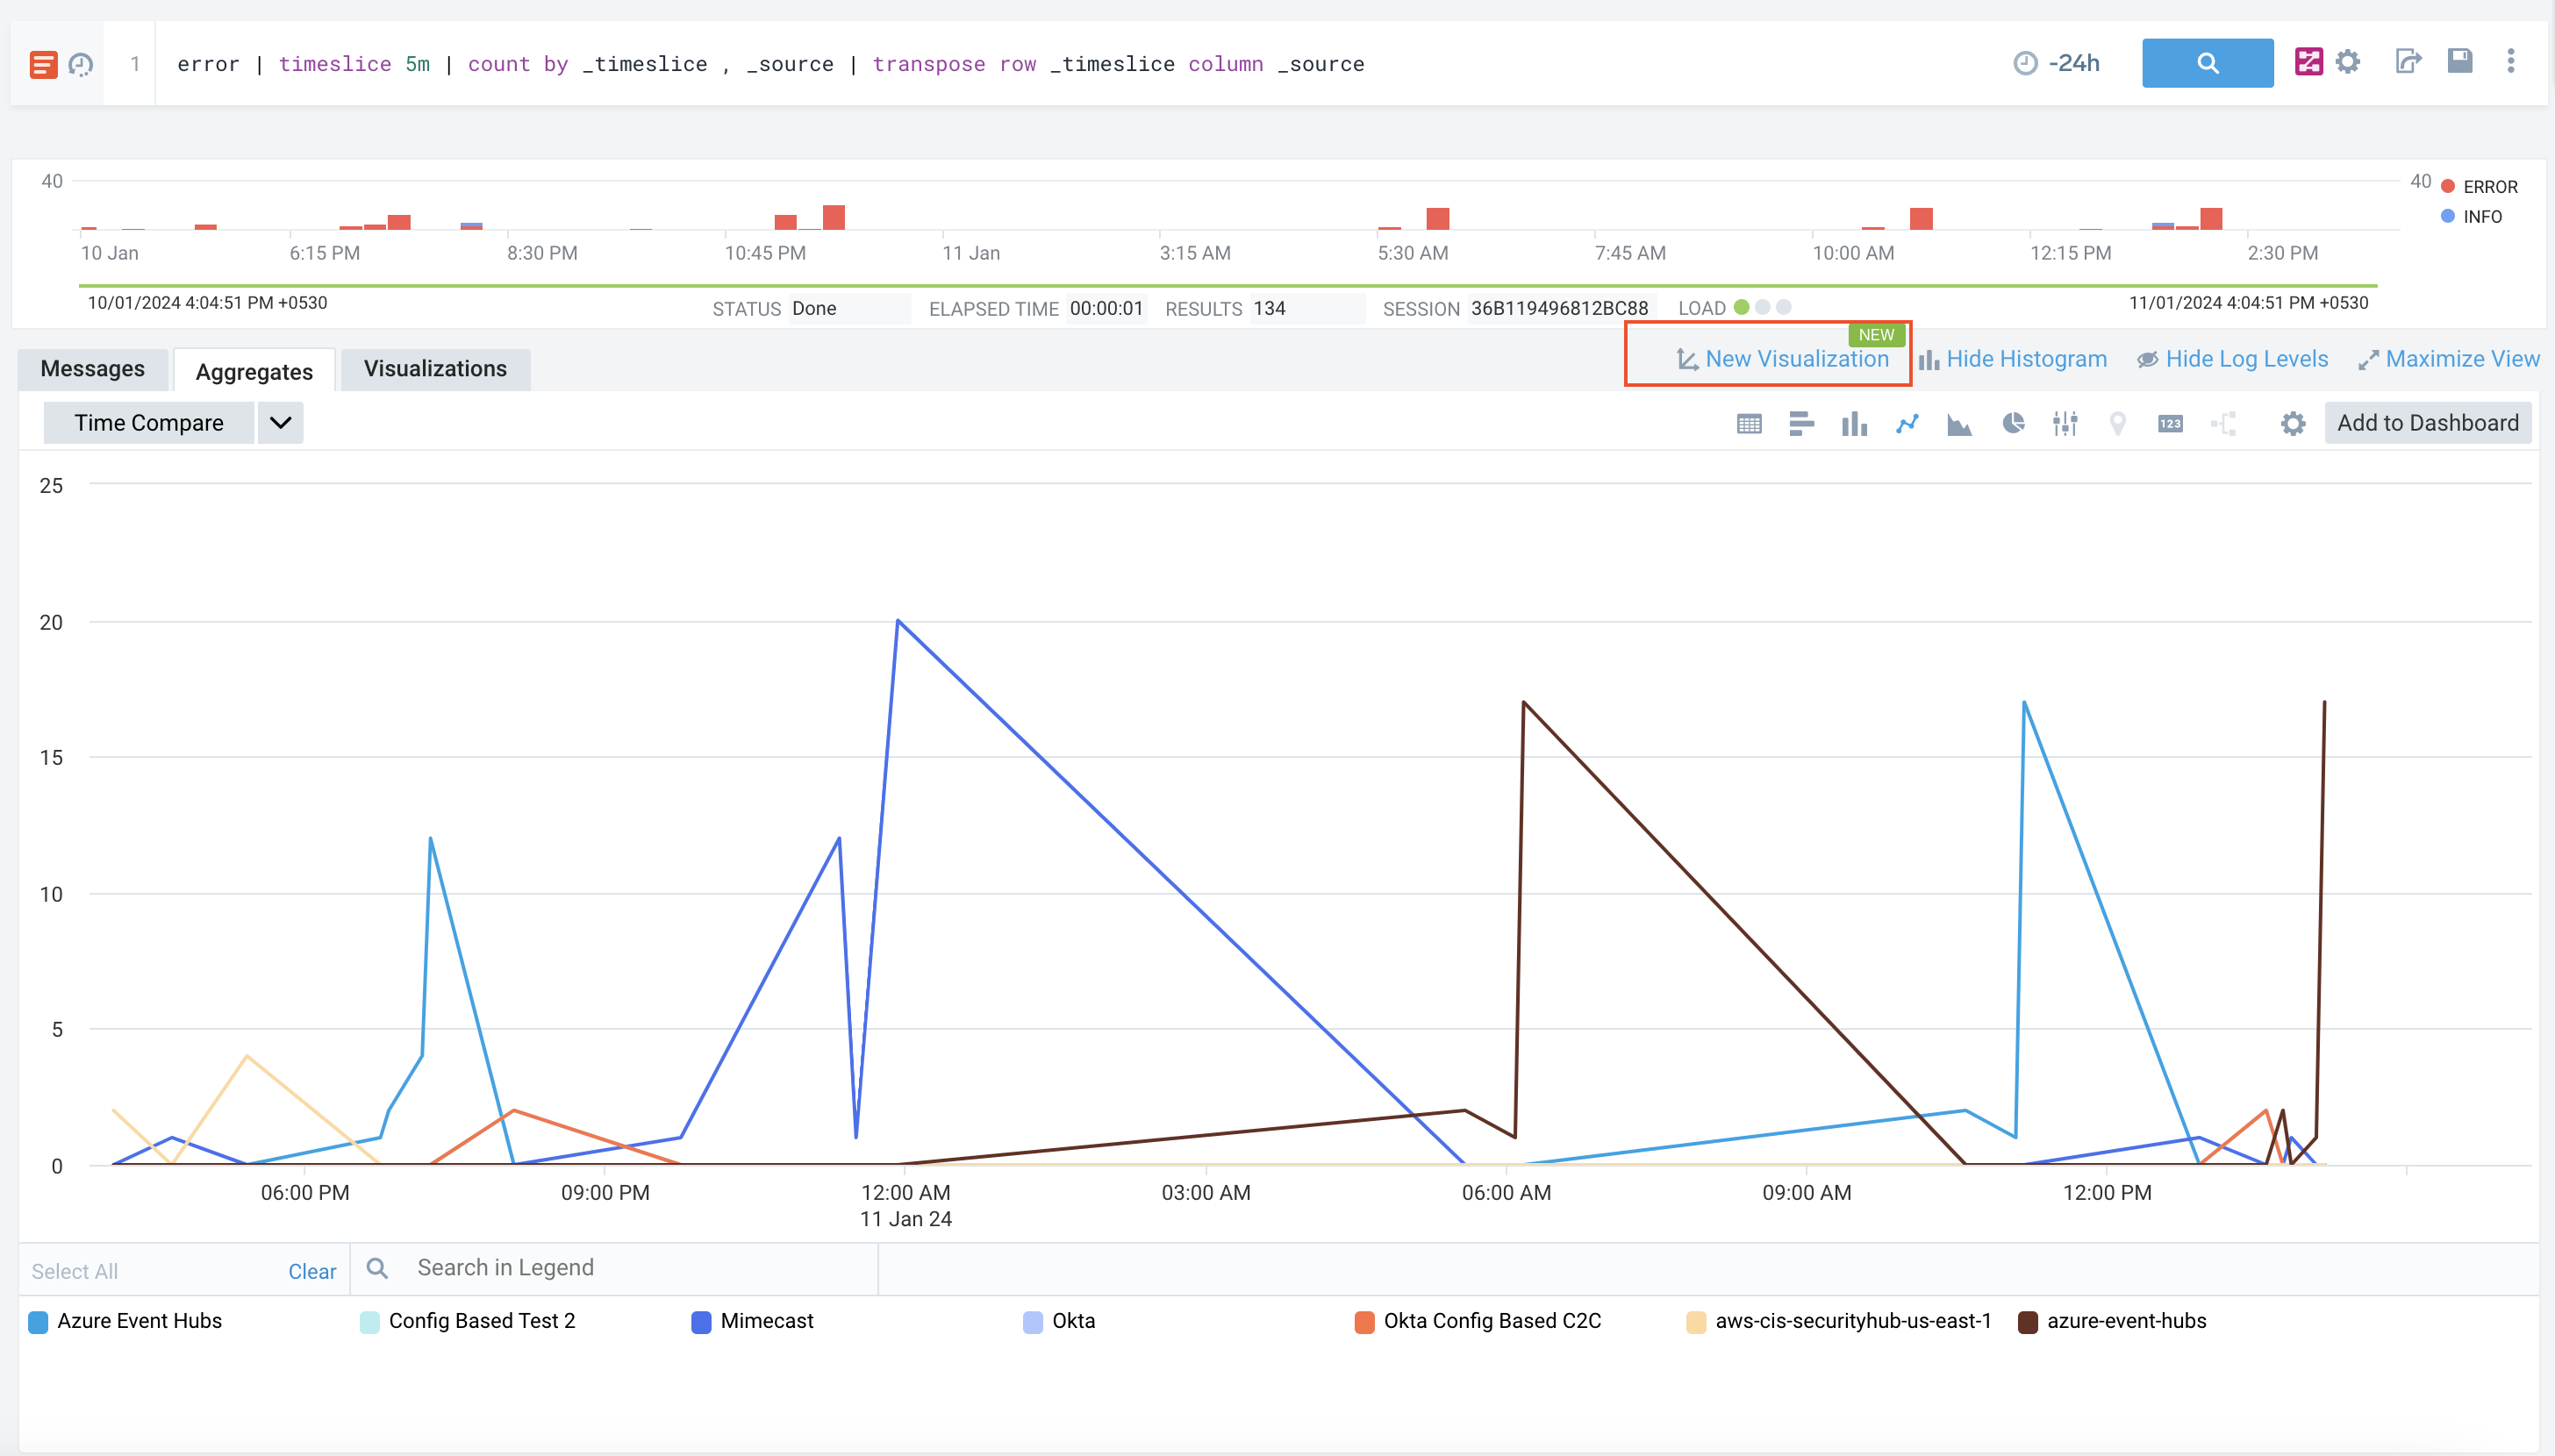 1 error | timeslice 5m | count by _timeslice , _source | transpose row _timeslice column _source
-24h
40
40
ERROR
INFO
10 Jan 6:15 PM 8:30 PM 10:45 PM 11 Jan 3:15 AM 5:30 AM 7:45 AM 10:00 AM 12:15 PM 2:30 PM
10/01/2024 4:04:51 PM +0530
STATUS Done ELAPSED TIME 00:00:01 RESULTS 134 SESSION 36B119496812BC88 LOAD
11/01/2024 4:04:51 PM +0530
NEW
Messages Aggregates Visualizations
New Visualization Hide Histogram Hide Log Levels Maximize View
Time Compare
123
Add to Dashboard
25
20
15
10
5
0
06:00 PM 09:00 PM 12:00 AM 03:00 AM 06:00 AM 09:00 AM 12:00 PM
11 Jan 24
Select All Clear Search in Legend
Azure Event Hubs Config Based Test 2 Mimecast Okta Okta Config Based C2C aws-cis-securityhub-us-east-1 azure-event-hubs